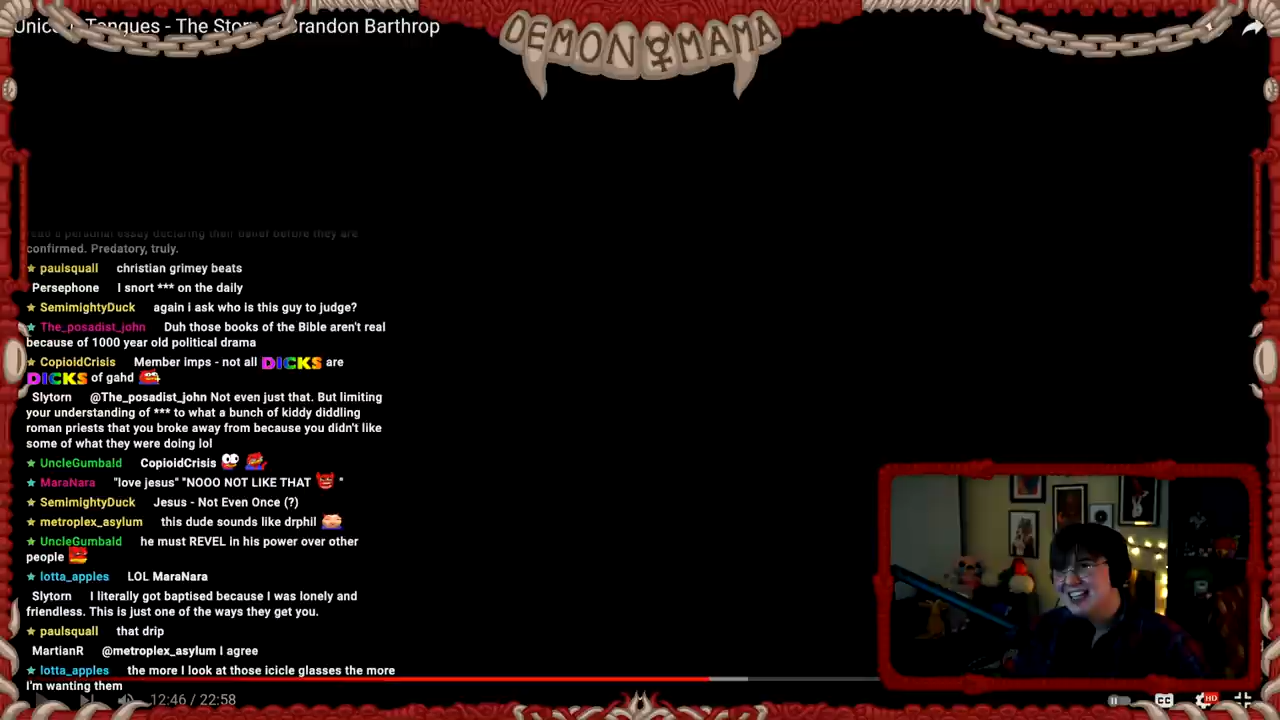 Unic Tongues - The Stor Brandon Barthrop
DEMON MAMA
confirmed. Predatory, truly.
paulsquall christian grimey beats
Persephone I snort *** on the daily
SemimightyDuck again i ask who is this guy to judge?
The_posadist_john Duh those books of the Bible aren't real
because of 1000 year old political drama
CopioidCrisis Member imps - not all DICKS are
DICKS of gahd
Slytorn @The_posadist_john Not even just that. But limiting
your understanding of *** to what a bunch of kiddy diddling
roman priests that you broke away from because you didn't like
some of what they were doing lol
UncleGumbald CopioidCrisis
MaraNara "love jesus" "NOOO NOT LIKE THAT "
SemimightyDuck Jesus - Not Even Once (?)
metroplex_asylum this dude sounds like drphil
UncleGumbald he must REVEL in his power over other
people
lotta_apples LOL MaraNara
Slytorn I literally got baptised because I was lonely and
friendless. This is just one of the ways they get you.
paulsquall that drip
MartianR @metroplex_asylum I agree
lotta_apples the more I look at those icicle glasses the more
I'm wanting them
12:46 / 22:58
CC
HD